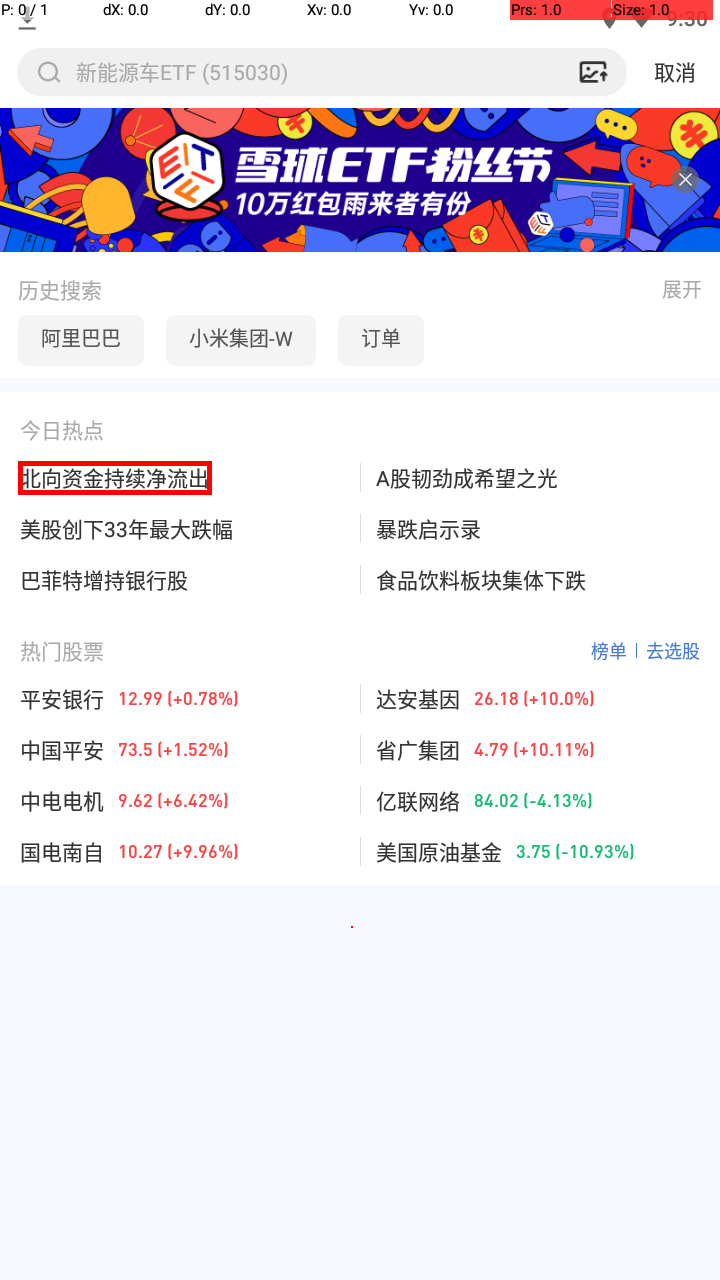 P: 0 / 1 dX: 0.0 dY: 0.0 Xv: 0.0 Yv: 0.0 Prs: 1.0 Size: 1.0
9:30
新能源车ETF (515030) 取消
ETF
雪球ETF粉丝节
10万红包雨来者有份
历史搜索 展开
阿里巴巴 小米集团-W 订单
今日热点
北向资金持续净流出 A股韧劲成希望之光
美股创下33年最大跌幅 暴跌启示录
巴菲特增持银行股 食品饮料板块集体下跌
热门股票 榜单 去选股
平安银行 12.99 (+0.78%) 达安基因 26.18 (+10.0%)
中国平安 73.5 (+1.52%) 省广集团 4.79 (+10.11%)
中电电机 9.62 (+6.42%) 亿联网络 84.02 (-4.13%)
国电南自 10.27 (+9.96%) 美国原油基金 3.75 (-10.93%)